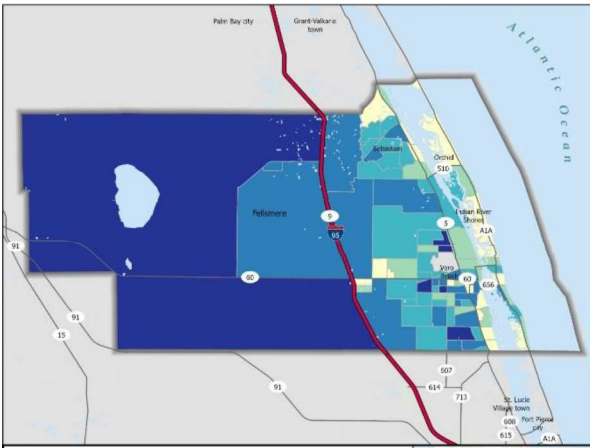 Palm Bay city
Grant-Valkaria
town
Atlantic Ocean
Sebastian
Orchid
510
Fellsmere
9
95
5
Indian River
Shores
A1A
91
60
Vero
Beach
60
656
91
15
91
607
614
713
St. Lucie
Village town
608
Fort Pierce
city
615
A1A